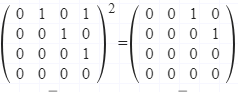 ( 0 1 0 1 )² = ( 0 0 1 0 )
( 0 0 1 0 ) ( 0 0 0 1 )
( 0 0 0 1 ) ( 0 0 0 0 )
( 0 0 0 0 ) ( 0 0 0 0 )